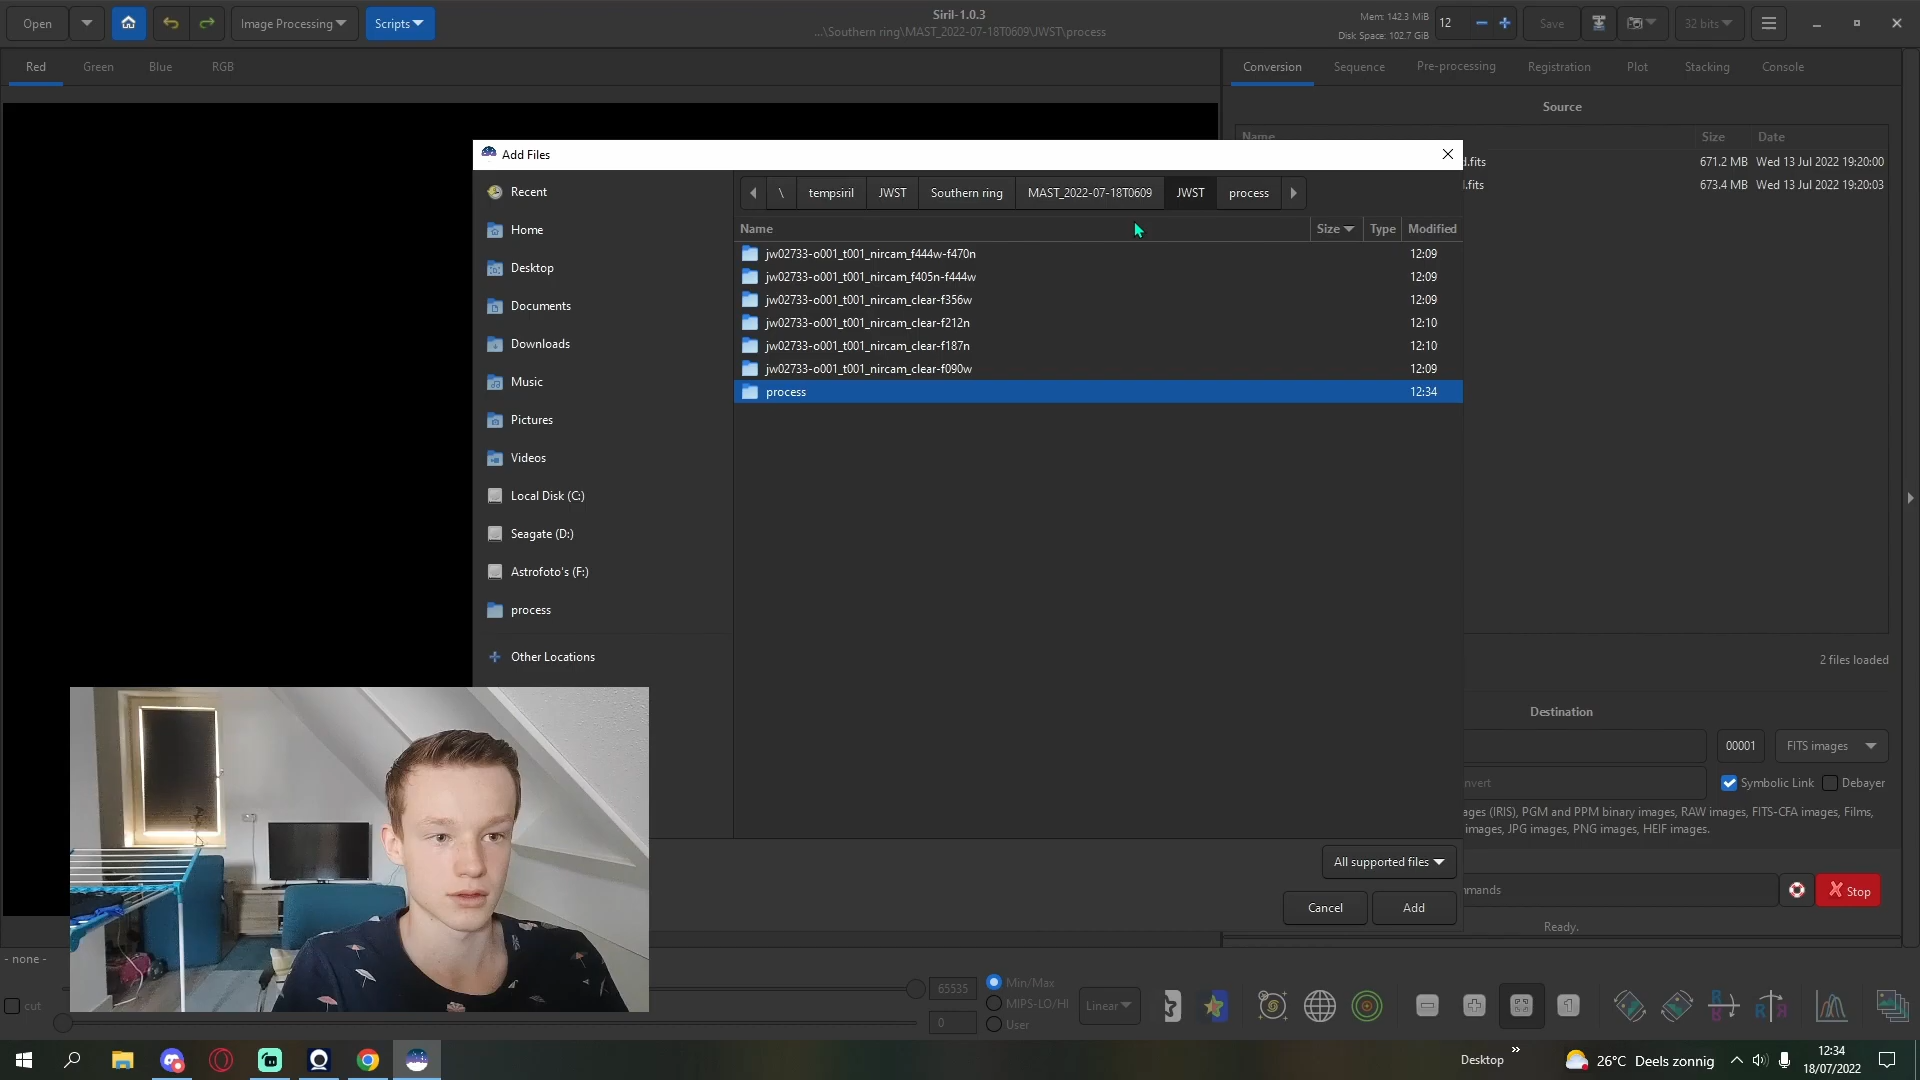 Open
Image Processing
Scripts
Siril-1.0.3
...\Southern ring\MAST_2022-07-18T0609\JWST\process
Mem: 142.3 MiB
Disk Space: 102.7 GiB
12
Save
32 bits
Red Green Blue RGB
Conversion Sequence Pre-processing Registration Plot Stacking Console
Source
Name Size Date
.fits 671.2 MB Wed 13 Jul 2022 19:20:00
.fits 673.4 MB Wed 13 Jul 2022 19:20:03
Add Files
Recent
Home
Desktop
Documents
Downloads
Music
Pictures
Videos
Local Disk (C:)
Seagate (D:)
Astrofoto's (F:)
process
Other Locations
\ tempsiril JWST Southern ring MAST_2022-07-18T0609 JWST process
Name Size Type Modified
jw02733-o001_t001_nircam_f444w-f470n 12:09
jw02733-o001_t001_nircam_f405n-f444w 12:09
jw02733-o001_t001_nircam_clear-f356w 12:09
jw02733-o001_t001_nircam_clear-f212n 12:10
jw02733-o001_t001_nircam_clear-f187n 12:10
jw02733-o001_t001_nircam_clear-f090w 12:09
process 12:34
All supported files
Cancel Add
2 files loaded
Destination
00001 FITS images
nvert
Symbolic Link Debayer
ages (IRIS), PGM and PPM binary images, RAW images, FITS-CFA images, Films,
images, JPG images, PNG images, HEIF images.
mmands
Stop
Ready.
- none -
cut
65535
0
Min/Max
MIPS-LO/HI
User
Linear
1
Desktop
26°C Deels zonnig
12:34
18/07/2022